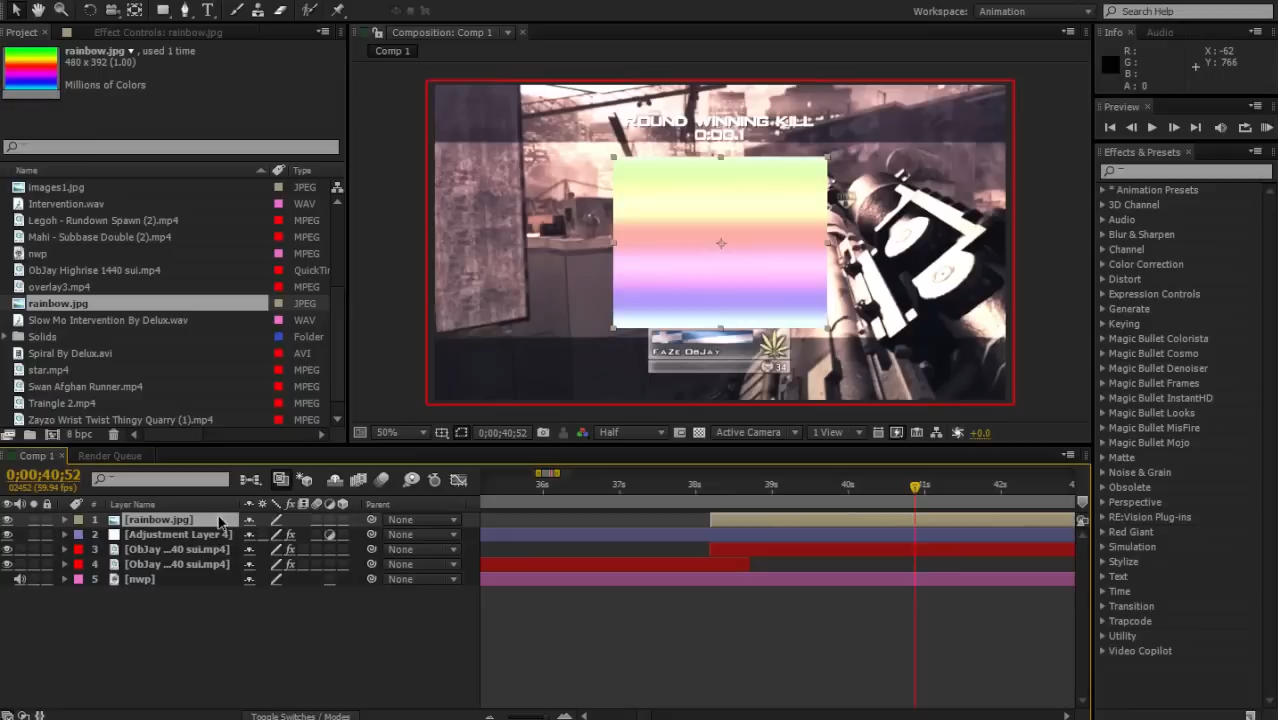 Workspace: Animation
Search Help
Project
Effect Controls: rainbow.jpg
Composition: Comp 1
Info
Audio
rainbow.jpg , used 1 time
480 x 392 (1.00)
Millions of Colors
Comp 1
R :
G :
B :
A : 0
X : -62
Y : 766
ROUND WINNING KILL
0:00.1
Preview
Effects & Presets
Name
Type
images1.jpg
JPEG
Intervention.wav
WAV
Legoh - Rundown Spawn (2).mp4
MPEG
Mahi - Subbase Double (2).mp4
MPEG
nwp
MPEG
ObJay Highrise 1440 sui.mp4
QuickTi
overlay3.mp4
MPEG
rainbow.jpg
JPEG
Slow Mo Intervention By Delux.wav
WAV
Solids
Folder
Spiral By Delux.avi
AVI
star.mp4
MPEG
Swan Afghan Runner.mp4
MPEG
Traingle 2.mp4
MPEG
Zayzo Wrist Twist Thingy Quarry (1).mp4
MPEG
8 bpc
FaZe ObJay
34
* Animation Presets
3D Channel
Audio
Blur & Sharpen
Channel
Color Correction
Distort
Expression Controls
Generate
Keying
Magic Bullet Colorista
Magic Bullet Cosmo
Magic Bullet Denoiser
Magic Bullet Frames
Magic Bullet InstantHD
Magic Bullet Looks
Magic Bullet MisFire
Magic Bullet Mojo
Matte
Noise & Grain
Obsolete
Perspective
RE:Vision Plug-ins
Red Giant
Simulation
Stylize
Text
Time
Transition
Trapcode
Utility
Video Copilot
50%
0;00;40;52
Half
Active Camera
1 View
+0.0
Comp 1
Render Queue
0;00;40;52
02452 (59.94 fps)
36s
37s
38s
39s
40s
41s
42s
4
#
Layer Name
fx
Parent
1
[rainbow.jpg]
None
2
[Adjustment Layer 4]
fx
None
3
[ObJay ...40 sui.mp4]
fx
None
4
[ObJay ...40 sui.mp4]
fx
None
5
[nwp]
None
Toggle Switches / Modes